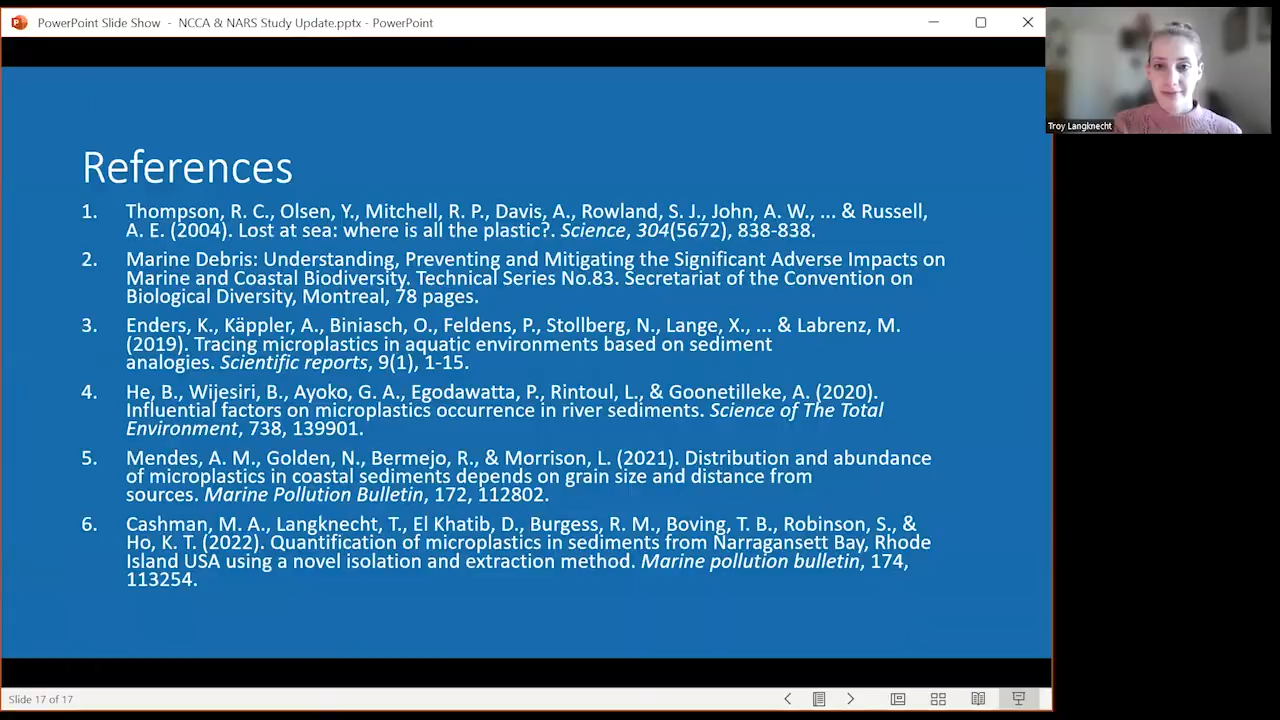 PowerPoint Slide Show - NCCA & NARS Study Update.pptx - PowerPoint
Troy Langknecht
References
1. Thompson, R. C., Olsen, Y., Mitchell, R. P., Davis, A., Rowland, S. J., John, A. W., ... & Russell,
A. E. (2004). Lost at sea: where is all the plastic?. Science, 304(5672), 838-838.
2. Marine Debris: Understanding, Preventing and Mitigating the Significant Adverse Impacts on
Marine and Coastal Biodiversity. Technical Series No.83. Secretariat of the Convention on
Biological Diversity, Montreal, 78 pages.
3. Enders, K., Käppler, A., Biniasch, O., Feldens, P., Stollberg, N., Lange, X., ... & Labrenz, M.
(2019). Tracing microplastics in aquatic environments based on sediment
analogies. Scientific reports, 9(1), 1-15.
4. He, B., Wijesiri, B., Ayoko, G. A., Egodawatta, P., Rintoul, L., & Goonetilleke, A. (2020).
Influential factors on microplastics occurrence in river sediments. Science of The Total
Environment, 738, 139901.
5. Mendes, A. M., Golden, N., Bermejo, R., & Morrison, L. (2021). Distribution and abundance
of microplastics in coastal sediments depends on grain size and distance from
sources. Marine Pollution Bulletin, 172, 112802.
6. Cashman, M. A., Langknecht, T., El Khatib, D., Burgess, R. M., Boving, T. B., Robinson, S., &
Ho, K. T. (2022). Quantification of microplastics in sediments from Narragansett Bay, Rhode
Island USA using a novel isolation and extraction method. Marine pollution bulletin, 174,
113254.
Slide 17 of 17